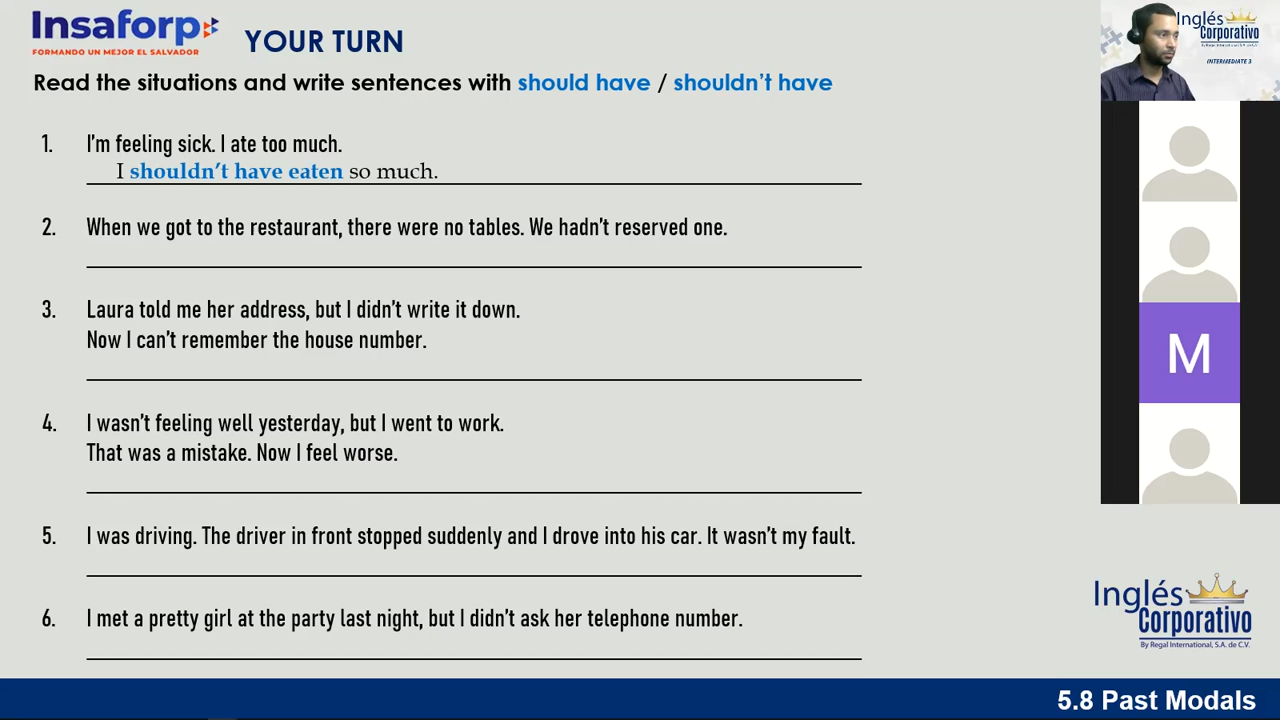 Insaforp
FORMANDO UN MEJOR EL SALVADOR
YOUR TURN
Read the situations and write sentences with should have / shouldn't have
1. I'm feeling sick. I ate too much.
I shouldn't have eaten so much.
2. When we got to the restaurant, there were no tables. We hadn't reserved one.
3. Laura told me her address, but I didn't write it down.
Now I can't remember the house number.
4. I wasn't feeling well yesterday, but I went to work.
That was a mistake. Now I feel worse.
5. I was driving. The driver in front stopped suddenly and I drove into his car. It wasn't my fault.
6. I met a pretty girl at the party last night, but I didn't ask her telephone number.
Inglés
Corporativo
By Regal International, S.A. de C.V.
INTERMEDIATE 3
M
Inglés
Corporativo
By Regal International, S.A. de C.V.
5.8 Past Modals